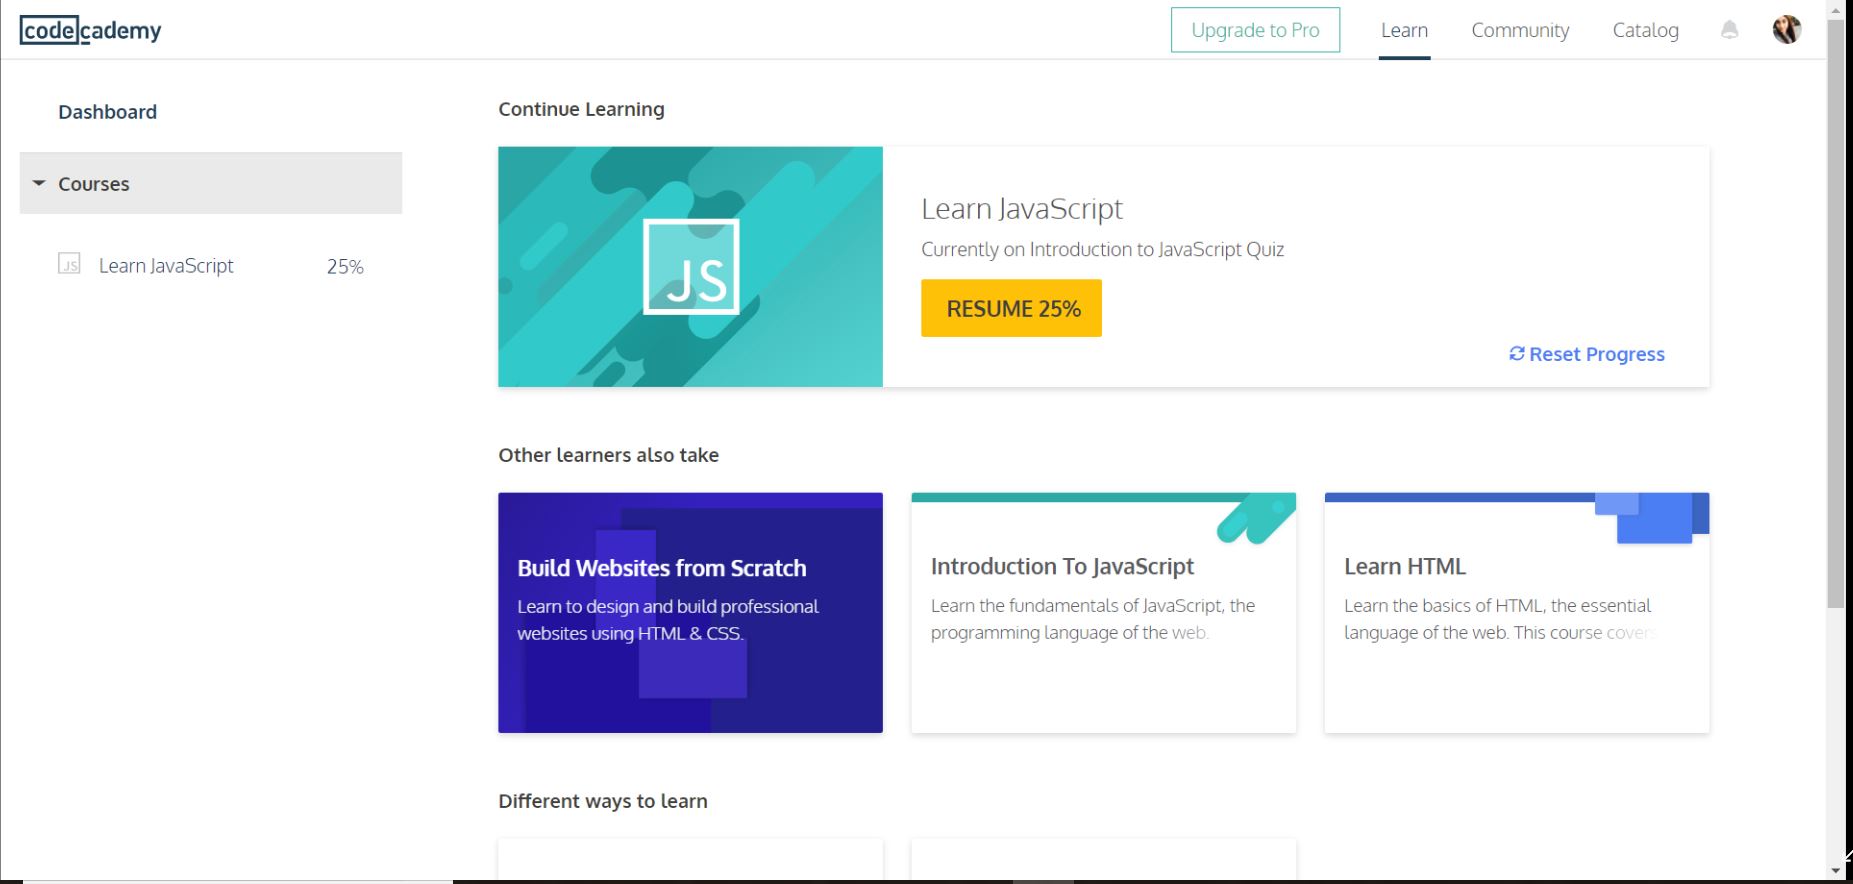 codecademy
Upgrade to Pro
Learn
Community
Catalog
Dashboard
Courses
JS
Learn JavaScript
25%
Continue Learning
JS
Learn JavaScript
Currently on Introduction to JavaScript Quiz
RESUME 25%
Reset Progress
Other learners also take
Build Websites from Scratch
Learn to design and build professional
websites using HTML & CSS.
Introduction To JavaScript
Learn the fundamentals of JavaScript, the
programming language of the web.
Learn HTML
Learn the basics of HTML, the essential
language of the web. This course covers
Different ways to learn